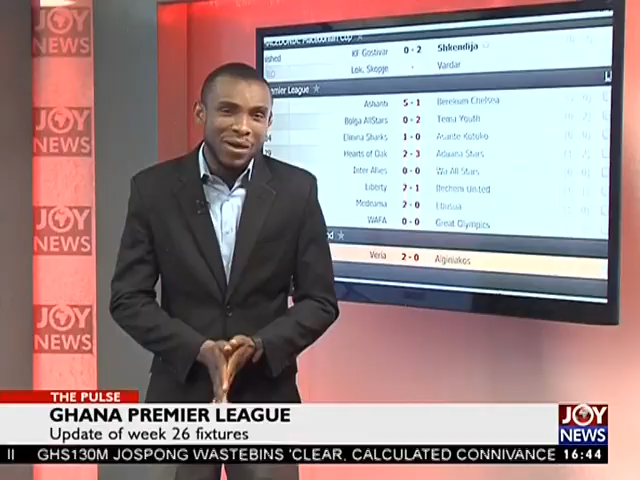 JOY
NEWS
JOY
NEWS
JOY
NEWS
JOY
NEWS
KF Gostivar 0 - 2 Shkendija
Lok. Skopje - Vardar
Premier League
Ashanti 5 - 1 Berekum Chelsea
Bolga AllStars 0 - 2 Tema Youth
Elmina Sharks 1 - 0 Asante Kotoko
Hearts of Oak 2 - 3 Aduana Stars
Inter Allies 0 - 0 Wa All Stars
Liberty 2 - 1 Bechem United
Medeama 2 - 0 Ebusua
WAFA 0 - 0 Great Olympics
Veria 2 - 0 Aiginiakos
THE PULSE
GHANA PREMIER LEAGUE
Update of week 26 fixtures
JOY
NEWS
GHS130M JOSPONG WASTEBINS 'CLEAR, CALCULATED CONNIVANCE 16:44